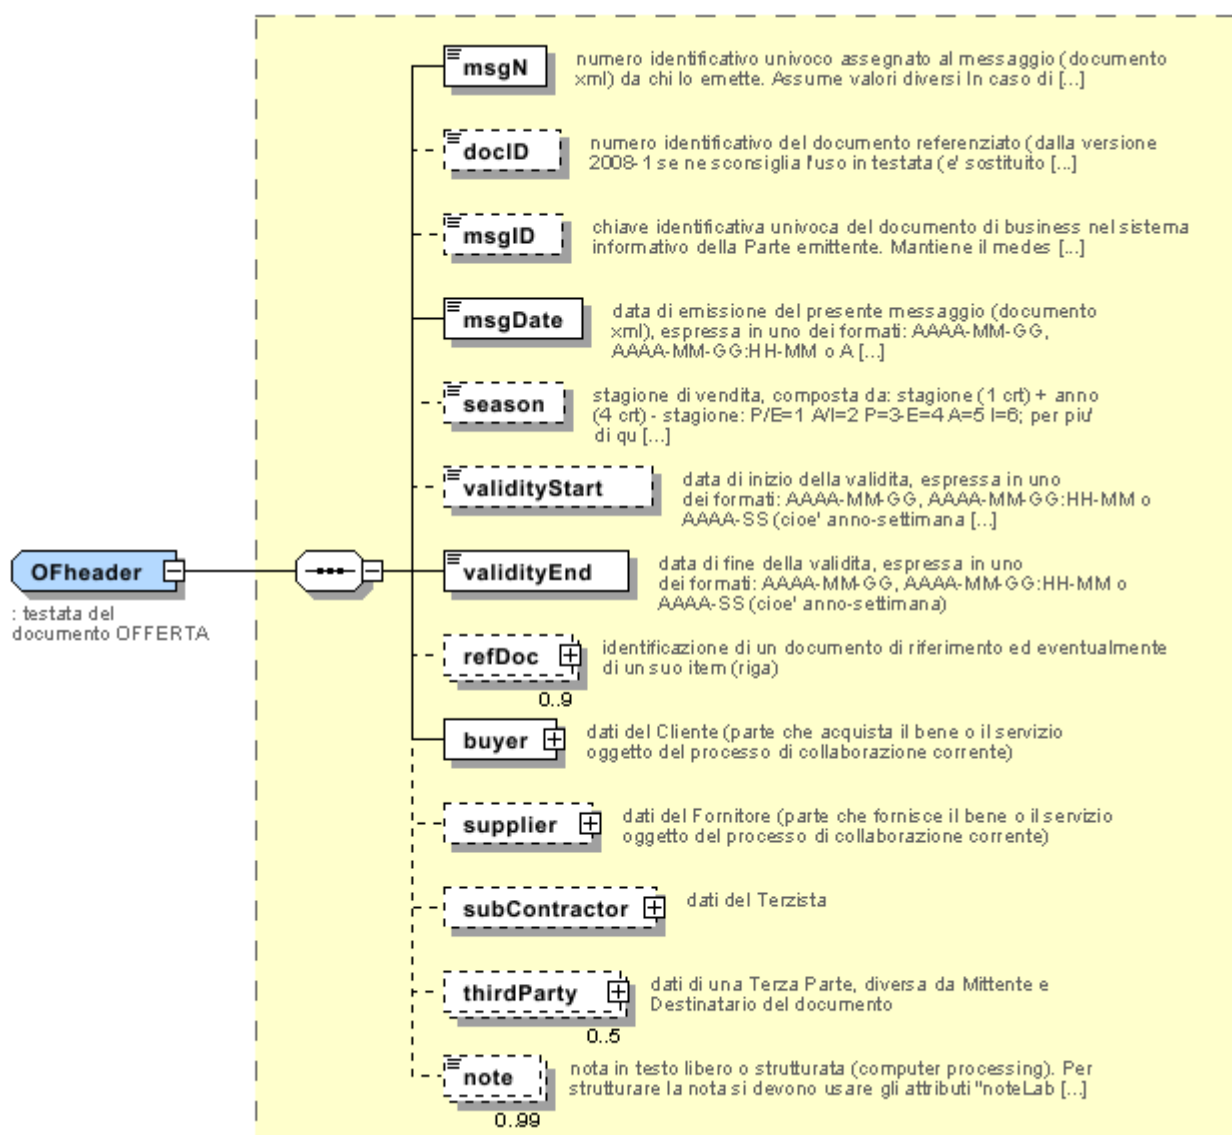 msgN
numero identificativo univoco assegnato al messaggio (documento
xml) da chi lo emette. Assume valori diversi In caso di [...]
docID
numero identificativo del documento referenziato (dalla versione
2008-1 se ne sconsiglia l'uso in testata (e' sostituito [...]
msgID
chiave identificativa univoca del documento di business nel sistema
informativo della Parte emittente. Mantiene il medes [...]
msgDate
data di emissione del presente messaggio (documento
xml), espressa in uno dei formati: AAAA-MM-GG,
AAAA-MM-GG:HH-MM o A [...]
season
stagione di vendita, composta da: stagione (1 crt) + anno
(4 crt) - stagione: P/E=1 A/I=2 P=3-E=4 A=5 I=6; per piu'
di qu [...]
validityStart
data di inizio della validita, espressa in uno
dei formati: AAAA-MM-GG, AAAA-MM-GG:HH-MM o
AAAA-SS (cioe' anno-settimana [...]
OFheader
: testata del
documento OFFERTA
validityEnd
data di fine della validita, espressa in uno
dei formati: AAAA-MM-GG, AAAA-MM-GG:HH-MM o
AAAA-SS (cioe' anno-settimana)
refDoc
0..9
identificazione di un documento di riferimento ed eventualmente
di un suo item (riga)
buyer
dati del Cliente (parte che acquista il bene o il servizio
oggetto del processo di collaborazione corrente)
supplier
dati del Fornitore (parte che fornisce il bene o il servizio
oggetto del processo di collaborazione corrente)
subContractor
dati del Terzista
thirdParty
0..5
dati di una Terza Parte, diversa da Mittente e
Destinatario del documento
note
0..99
nota in testo libero o strutturata (computer processing). Per
strutturare la nota si devono usare gli attributi "noteLab [...]